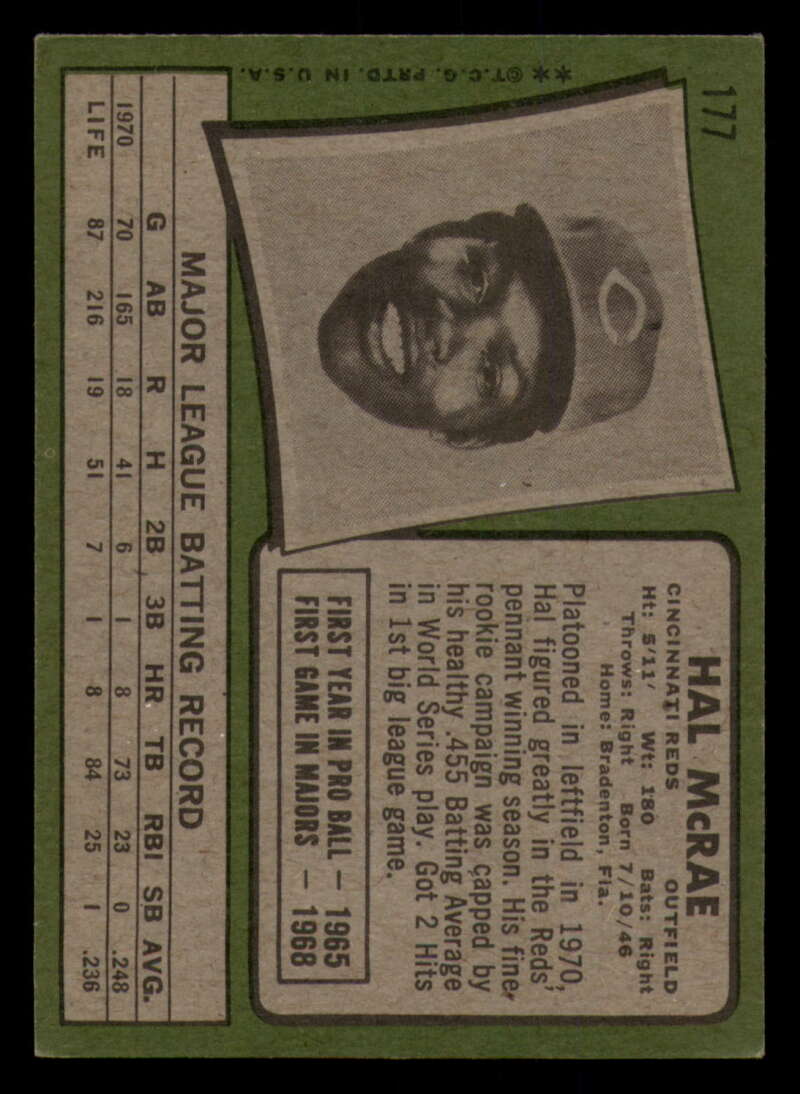 177
**©T.C.G. PRTD. IN U.S.A.
C
HAL McRAE
CINCINNATI REDS OUTFIELD
Ht: 5'11' Wt: 180 Bats: Right
Throws: Right Born 7/10/46
Home: Bradenton, Fla.
Platooned in leftfield in 1970,
Hal figured greatly in the Reds'
pennant winning season. His fine
rookie campaign was capped by
his healthy .455 Batting Average
in World Series play. Got 2 Hits
in 1st big league game.
FIRST YEAR IN PRO BALL — 1965
FIRST GAME IN MAJORS — 1968
MAJOR LEAGUE BATTING RECORD
G AB R H 2B 3B HR TB RBI SB AVG.
1970 70 165 18 41 6 1 8 73 23 0 .248
LIFE 87 216 19 51 7 1 8 84 25 1 .236